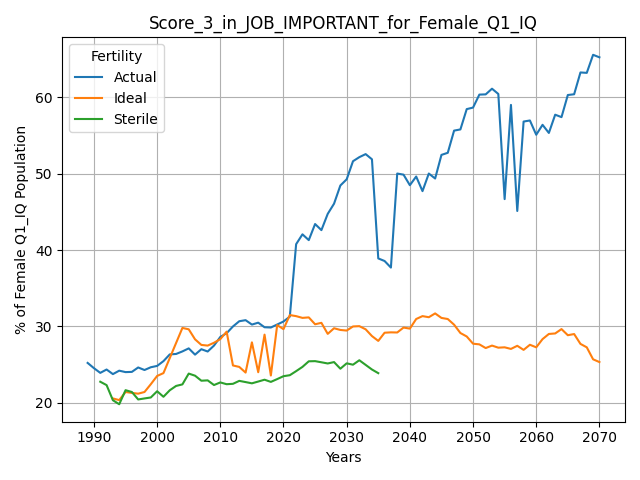 Score_3_in_JOB_IMPORTANT_for_Female_Q1_IQ
Fertility
Actual
Ideal
Sterile
% of Female Q1_IQ Population
60
50
40
30
20
1990
2000
2010
2020
2030
2040
2050
2060
2070
Years